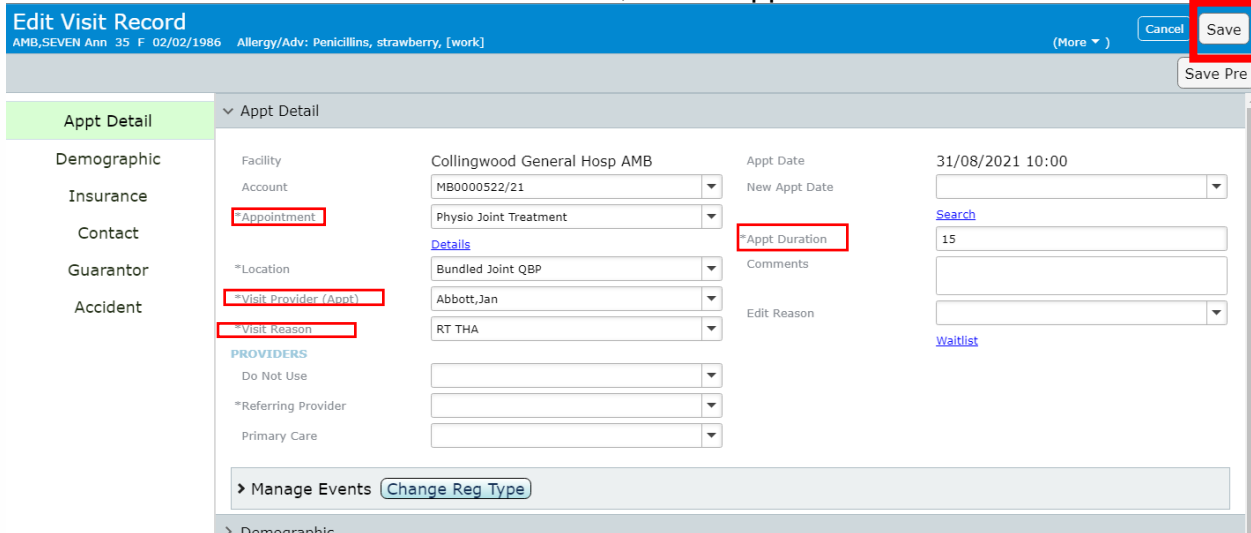 Edit Visit Record
AMB,SEVEN Ann 35 F 02/02/1986 Allergy/Adv: Penicillins, strawberry, [work]
(More ▼ )
Cancel
Save
Save Pre
Appt Detail
Demographic
Insurance
Contact
Guarantor
Accident
Appt Detail
Facility Collingwood General Hosp AMB
Account MB0000522/21
*Appointment Physio Joint Treatment
Details
*Location Bundled Joint QBP
*Visit Provider (Appt) Abbott,Jan
*Visit Reason RT THA
PROVIDERS
Do Not Use
*Referring Provider
Primary Care
Appt Date 31/08/2021 10:00
New Appt Date
Search
*Appt Duration 15
Comments
Edit Reason
Waitlist
Manage Events Change Reg Type
Demographic